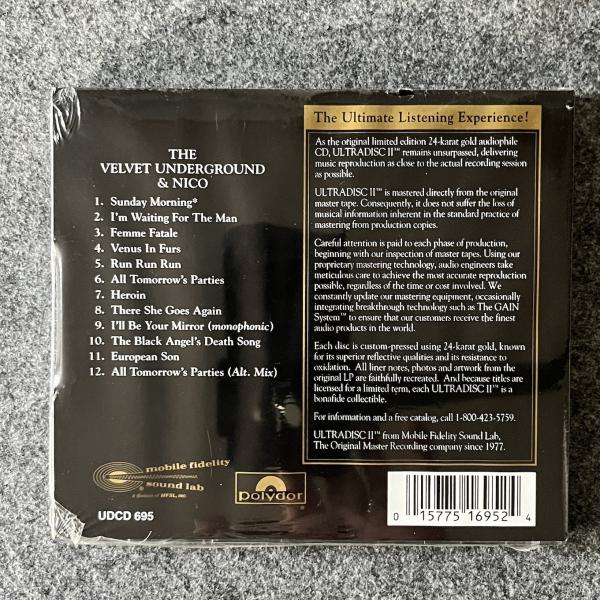 THE
VELVET UNDERGROUND
& NICO
1. Sunday Morning*
2. I'm Waiting For The Man
3. Femme Fatale
4. Venus In Furs
5. Run Run Run
6. All Tomorrow's Parties
7. Heroin
8. There She Goes Again
9. I'll Be Your Mirror (monophonic)
10. The Black Angel's Death Song
11. European Son
12. All Tomorrow's Parties (Alt. Mix)
mobile fidelity
sound lab
a division of MFSL, INC.
UDCD 695
polydor
The Ultimate Listening Experience!
As the original limited edition 24-karat gold audiophile
CD, ULTRADISC II™ remains unsurpassed, delivering
music reproduction as close to the actual recording session
as possible.
ULTRADISC II™ is mastered directly from the original
master tape. Consequently, it does not suffer the loss of
musical information inherent in the standard practice of
mastering from production copies.
Careful attention is paid to each phase of production,
beginning with our inspection of master tapes. Using our
proprietary mastering technology, audio engineers take
meticulous care to achieve the most accurate reproduction
possible, regardless of the time or cost involved. We
constantly update our mastering equipment, occasionally
integrating breakthrough technology such as The GAIN
System™ to ensure that our customers receive the finest
audio products in the world.
Each disc is custom-pressed using 24-karat gold, known
for its superior reflective qualities and its resistance to
oxidation. All liner notes, photos and artwork from the
original LP are faithfully recreated. And because titles are
licensed for a limited term, each ULTRADISC II™ is a
bonafide collectible.
For information and a free catalog, call 1-800-423-5759.
ULTRADISC II™ from Mobile Fidelity Sound Lab,
The Original Master Recording company since 1977.
0 15775 16952 4